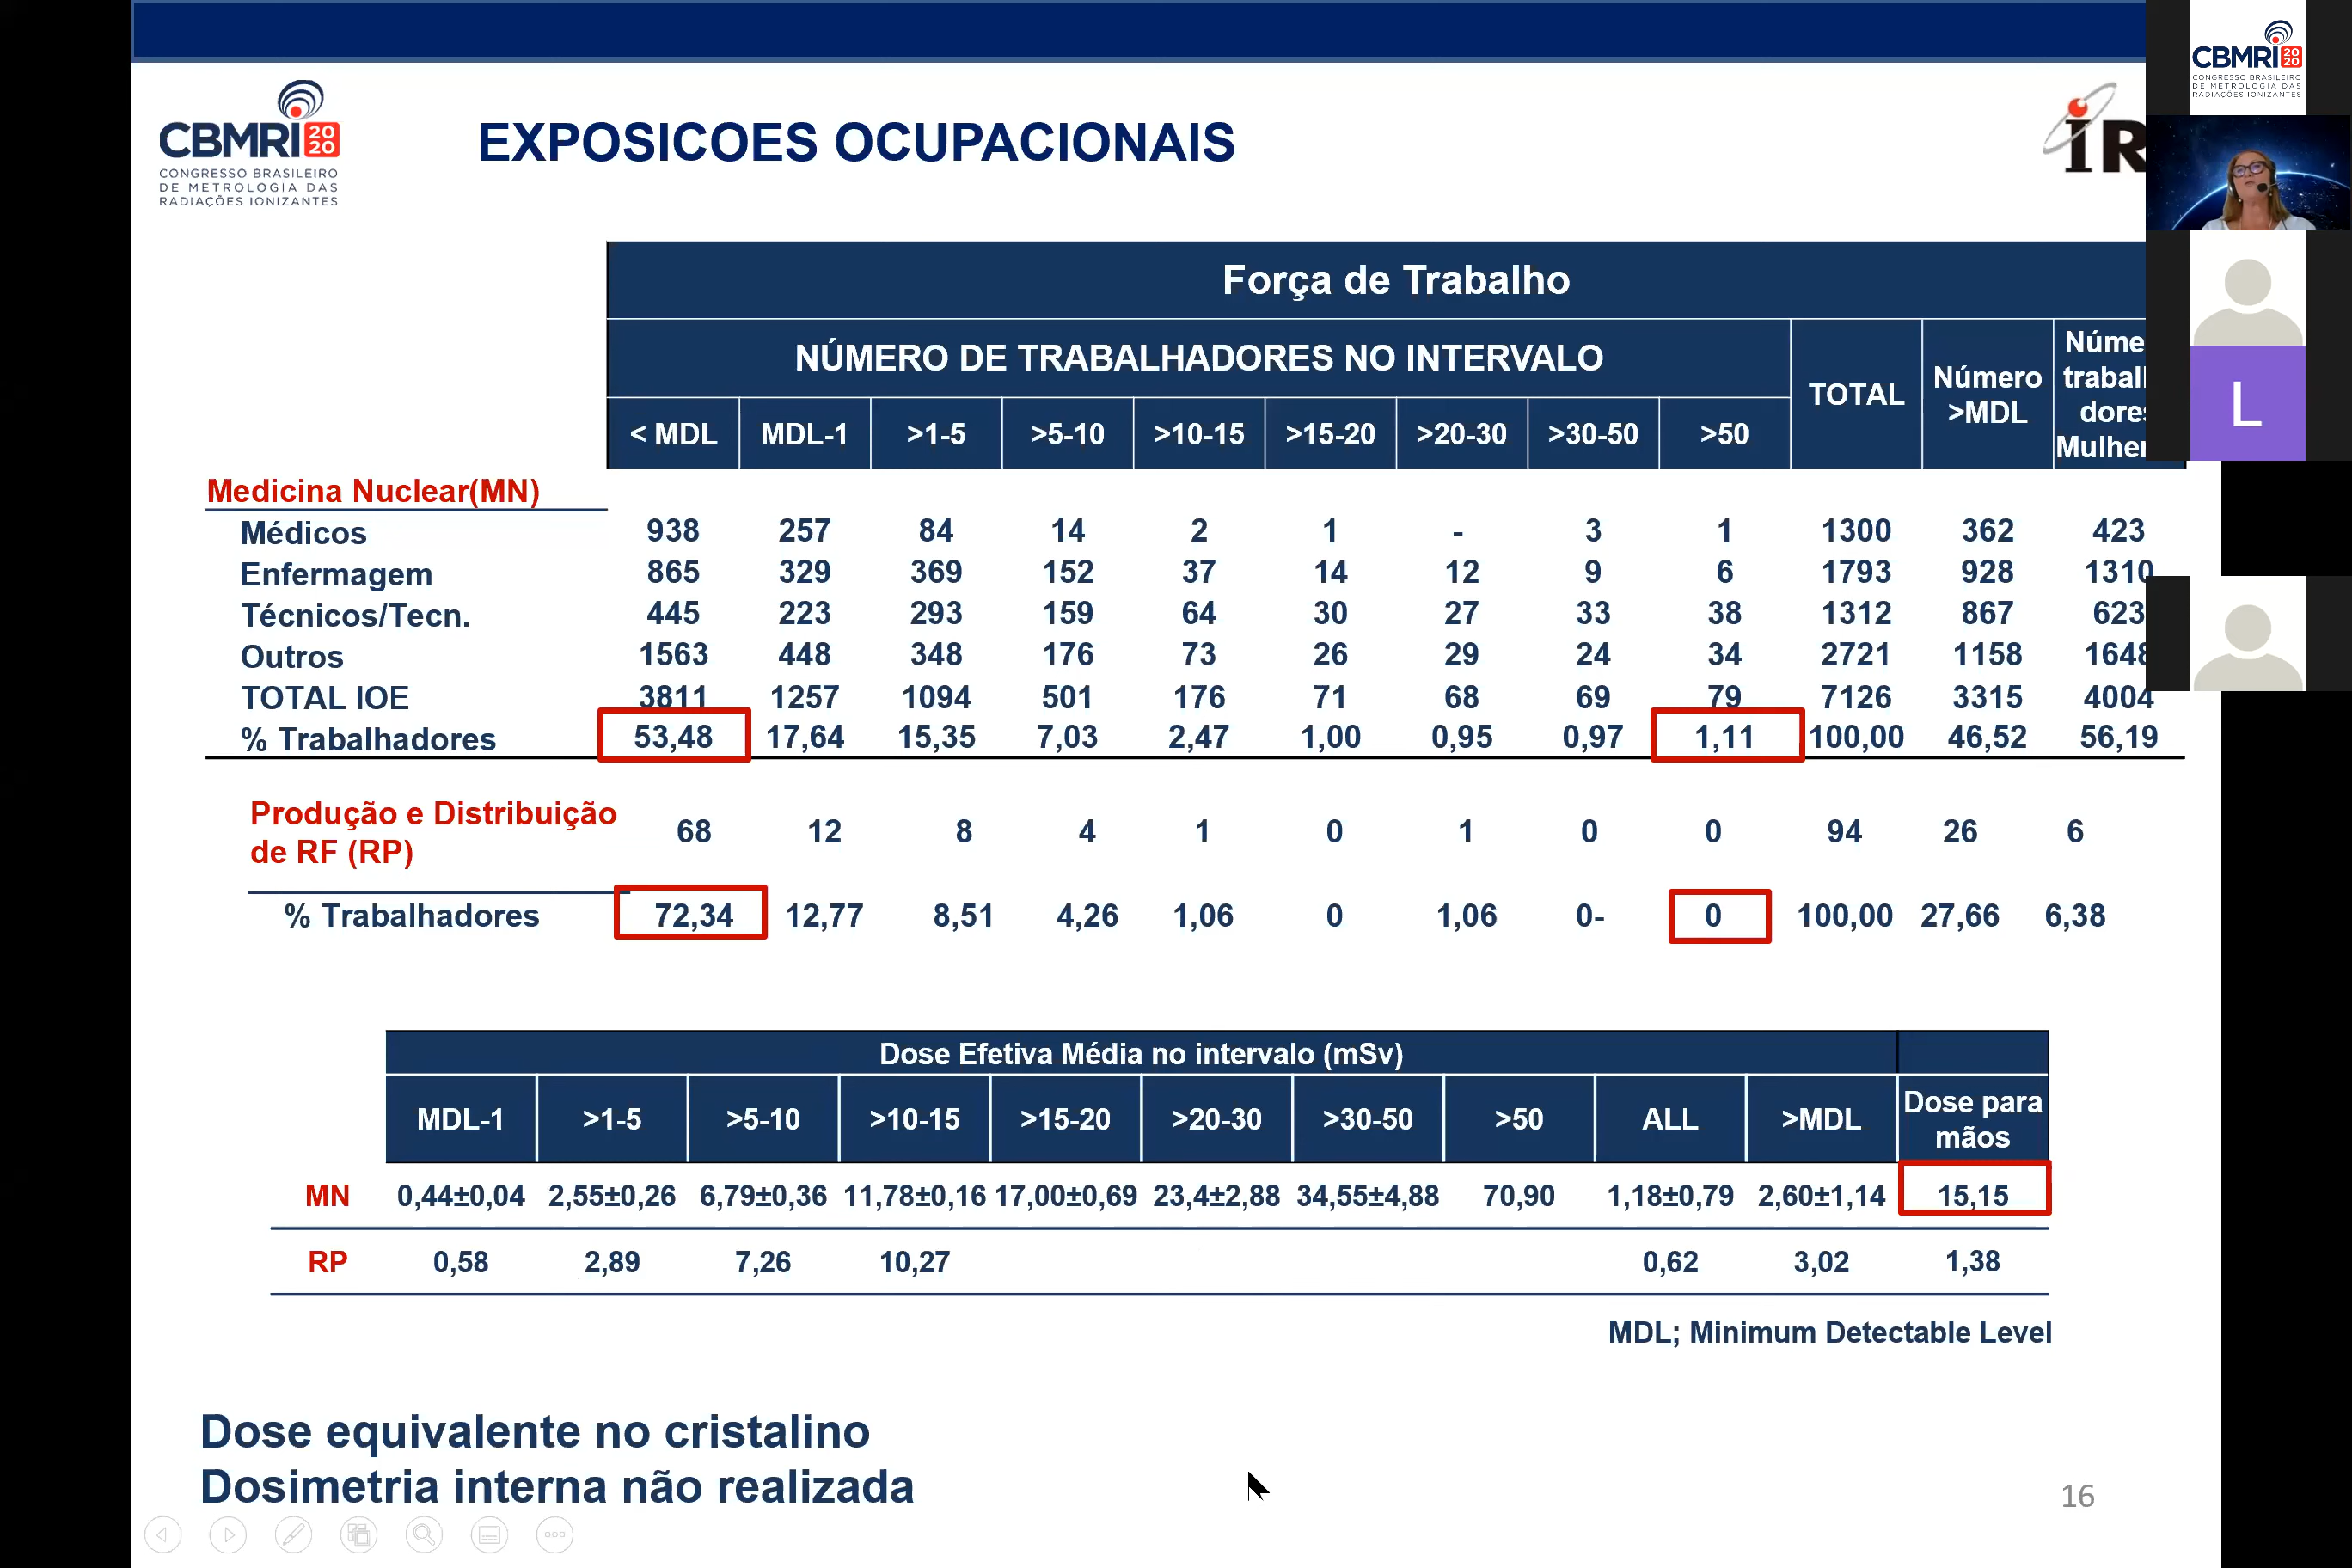 CBMRI 20 20
CONGRESSO BRASILEIRO
DE METROLOGIA DAS
RADIAÇÕES IONIZANTES
EXPOSICOES OCUPACIONAIS
CBMRI 20 20
CONGRESSO BRASILEIRO
DE METROLOGIA DAS
RADIAÇÕES IONIZANTES
L
Força de Trabalho
NÚMERO DE TRABALHADORES NO INTERVALO
TOTAL
Número
>MDL
< MDL MDL-1 >1-5 >5-10 >10-15 >15-20 >20-30 >30-50 >50
Medicina Nuclear(MN)
Médicos 938 257 84 14 2 1 - 3 1 1300 362 423
Enfermagem 865 329 369 152 37 14 12 9 6 1793 928 1310
Técnicos/Tecn. 445 223 293 159 64 30 27 33 38 1312 867 623
Outros 1563 448 348 176 73 26 29 24 34 2721 1158 1648
TOTAL IOE 3811 1257 1094 501 176 71 68 69 79 7126 3315 4004
% Trabalhadores 53,48 17,64 15,35 7,03 2,47 1,00 0,95 0,97 1,11 100,00 46,52 56,19
Produção e Distribuição
de RF (RP) 68 12 8 4 1 0 1 0 0 94 26 6
% Trabalhadores 72,34 12,77 8,51 4,26 1,06 0 1,06 0- 0 100,00 27,66 6,38
Dose Efetiva Média no intervalo (mSv)
MDL-1 >1-5 >5-10 >10-15 >15-20 >20-30 >30-50 >50 ALL >MDL Dose para
mãos
MN 0,44±0,04 2,55±0,26 6,79±0,36 11,78±0,16 17,00±0,69 23,4±2,88 34,55±4,88 70,90 1,18±0,79 2,60±1,14 15,15
RP 0,58 2,89 7,26 10,27 0,62 3,02 1,38
MDL; Minimum Detectable Level
Dose equivalente no cristalino
Dosimetria interna não realizada
16